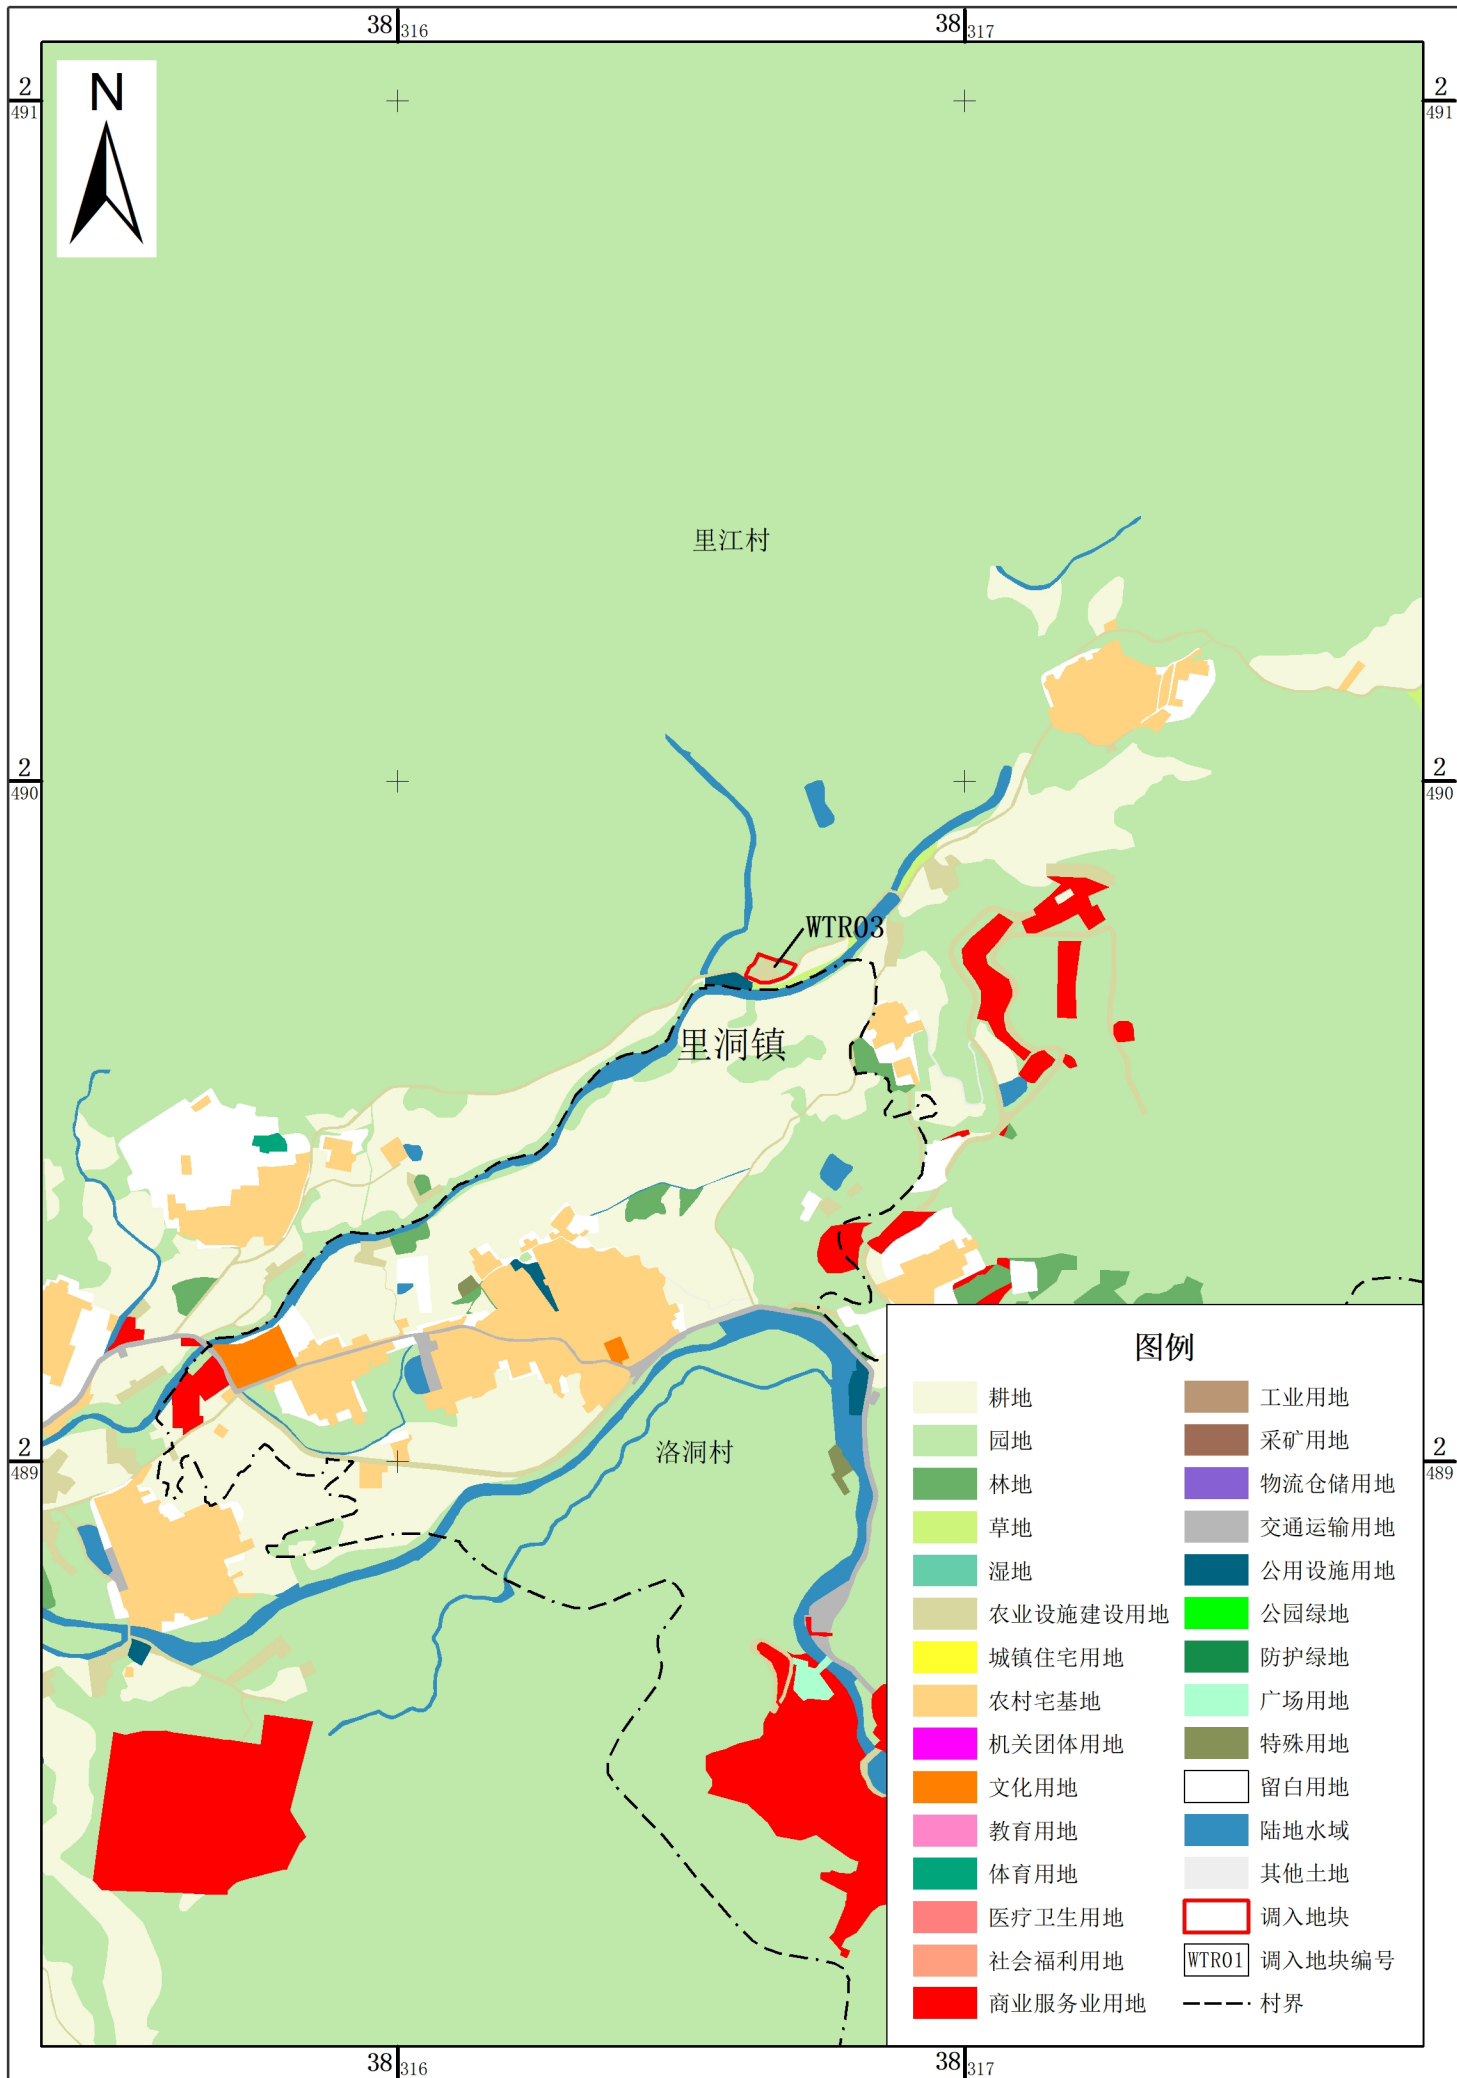 38 316
38 317
N
2 491
2 491
里江村
2 490
2 490
WTR03
里洞镇
洛洞村
2 489
2 489
图例
耕地
园地
林地
草地
湿地
农业设施建设用地
城镇住宅用地
农村宅基地
机关团体用地
文化用地
教育用地
体育用地
医疗卫生用地
社会福利用地
商业服务业用地
工业用地
采矿用地
物流仓储用地
交通运输用地
公用设施用地
公园绿地
防护绿地
广场用地
特殊用地
留白用地
陆地水域
其他土地
调入地块
WTR01 调入地块编号
村界
38 316
38 317